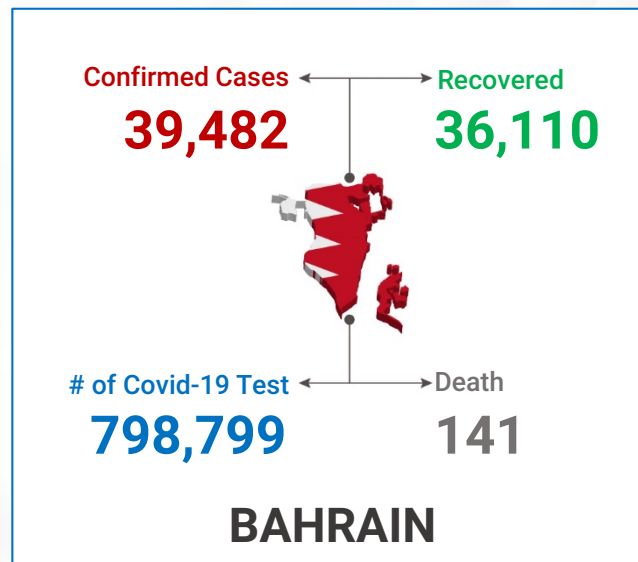 Confirmed Cases
39,482
Recovered
36,110
# of Covid-19 Test
798,799
Death
141
BAHRAIN